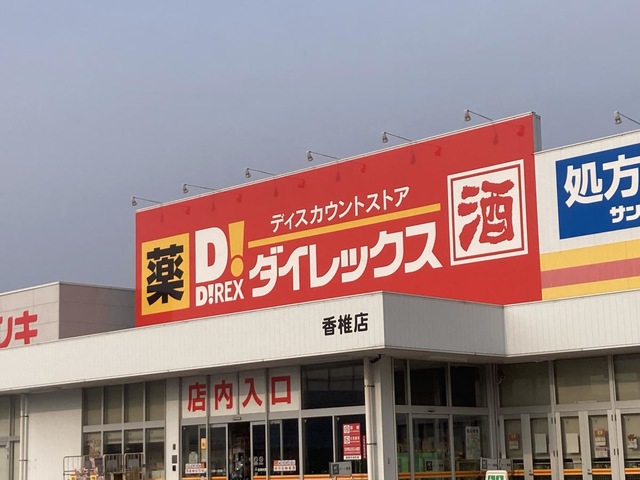 薬
D!
D!REX
ディスカウントストア
ダイレックス
酒
処方
サン
ンキ
香椎店
店内入口